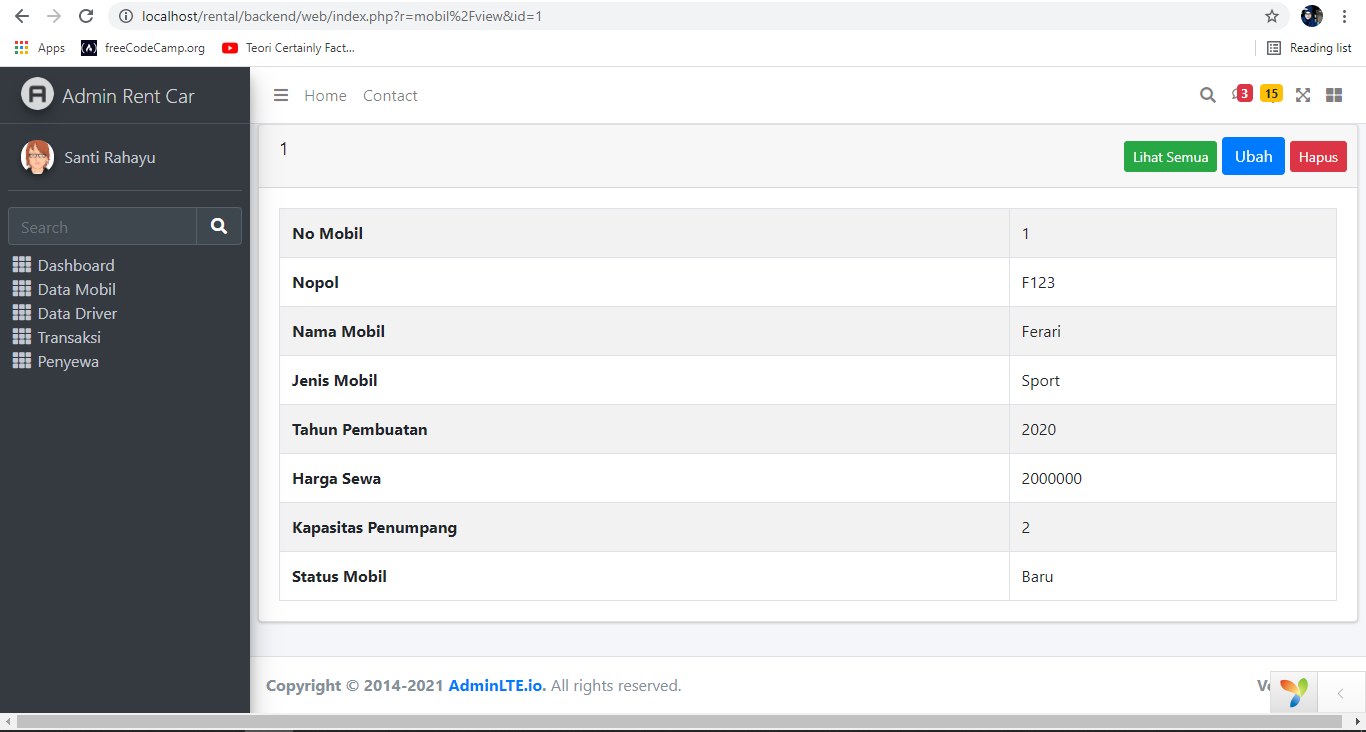 localhost/rental/backend/web/index.php?r=mobil%2Fview&id=1
Apps freeCodeCamp.org Teori Certainly Fact... Reading list
Admin Rent Car
Home Contact
3 15
Santi Rahayu
Search
Dashboard
Data Mobil
Data Driver
Transaksi
Penyewa
1
Lihat Semua Ubah Hapus
No Mobil 1
Nopol F123
Nama Mobil Ferari
Jenis Mobil Sport
Tahun Pembuatan 2020
Harga Sewa 2000000
Kapasitas Penumpang 2
Status Mobil Baru
Copyright © 2014-2021 AdminLTE.io. All rights reserved.